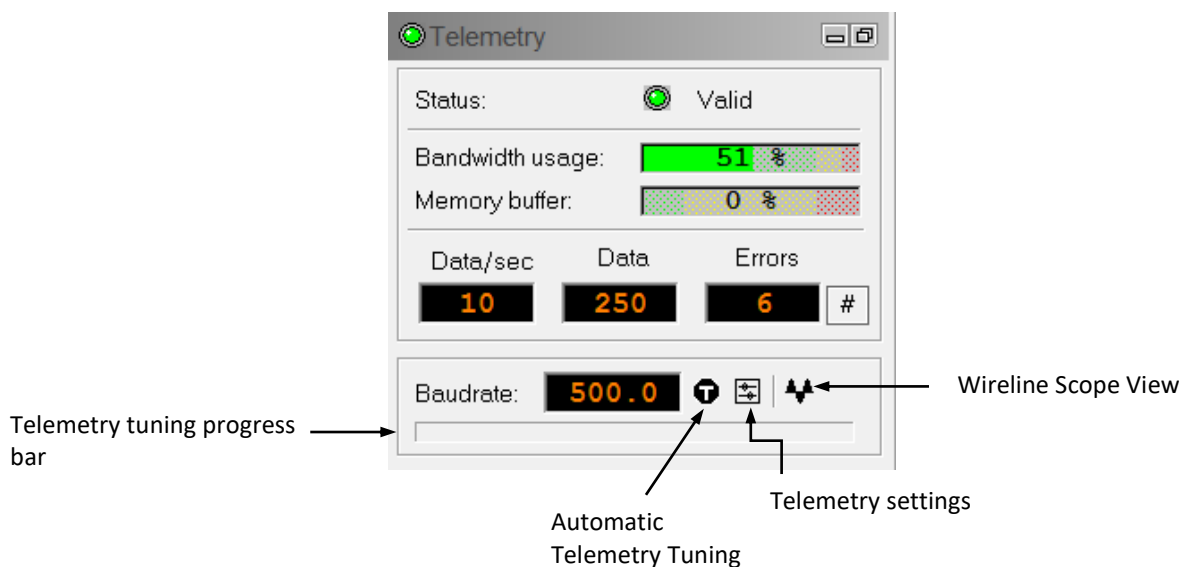 Telemetry
Status: Valid
Bandwidth usage: 51 %
Memory buffer: 0 %
Data/sec Data Errors
10 250 6 #
Baudrate: 500.0 T
Wireline Scope View
Telemetry tuning progress
bar
Telemetry settings
Automatic
Telemetry Tuning